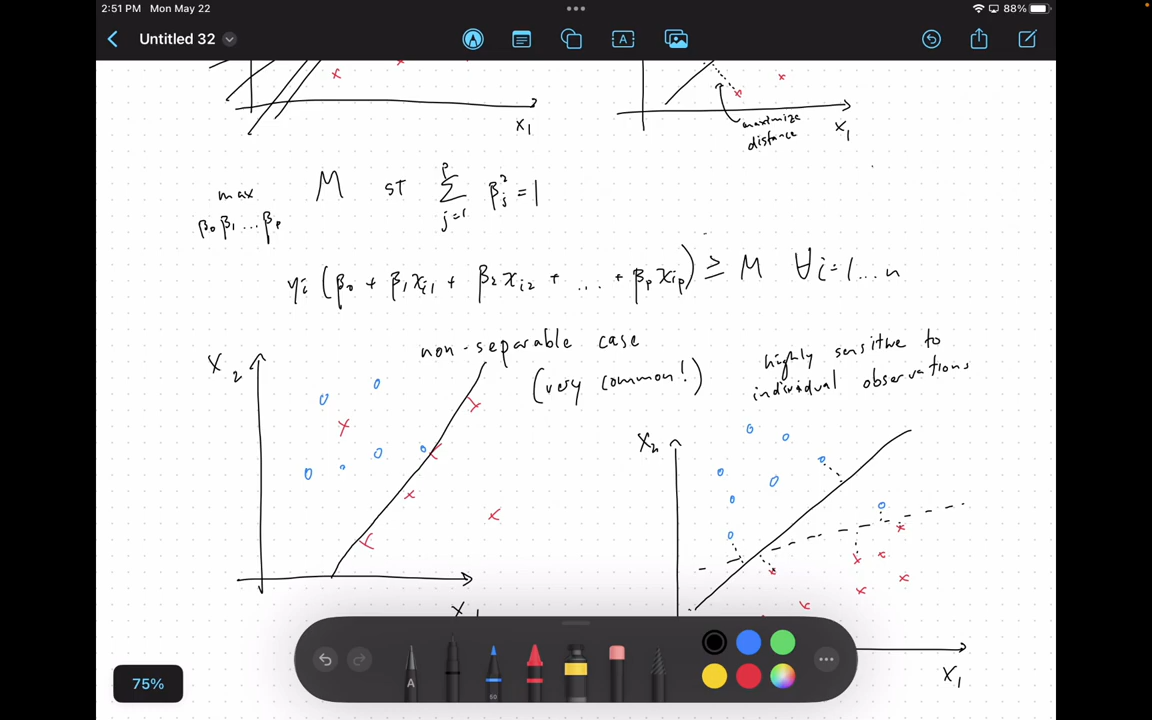 2:51 PM Mon May 22
88%
Untitled 32
x₁
maximize
distance
x₁
max
β₀ β₁ ... βₚ
M st ∑ⱼ₌₁ᵖ βⱼ² = 1
yᵢ (β₀ + β₁xᵢ₁ + β₂xᵢ₂ + ... + βₚxᵢₚ) ≥ M ∀i=1...n
non-separable case
(very common!)
highly sensitive to
individual observations
x₂
x₁
x₂
x₁
A
50
75%